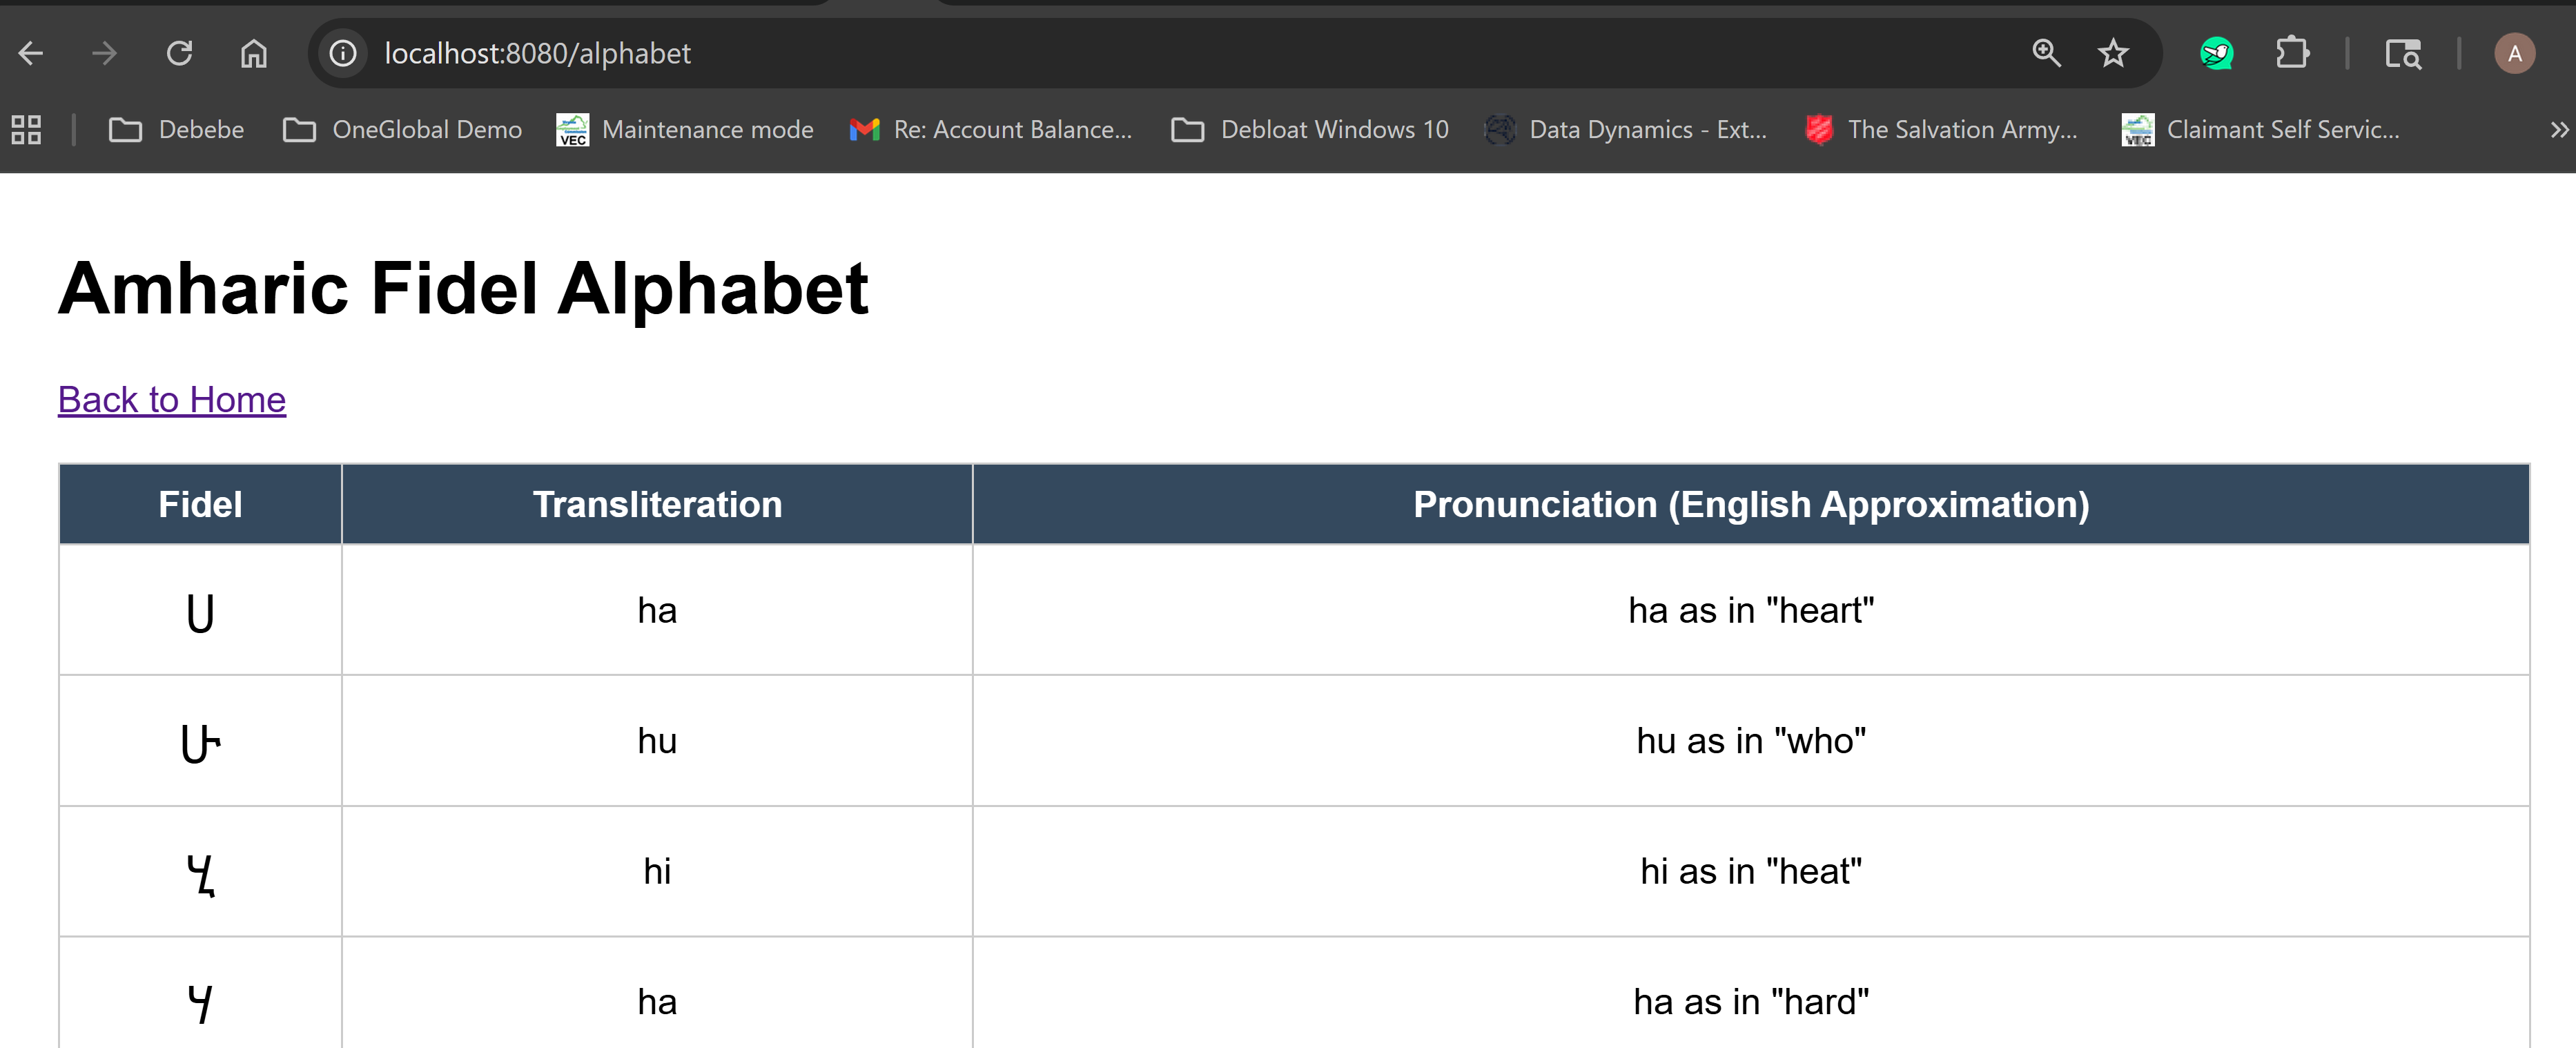 localhost:8080/alphabet
A
Debebe
OneGlobal Demo
VEC
Maintenance mode
Re: Account Balance...
Debloat Windows 10
Data Dynamics - Ext...
The Salvation Army...
VEC
Claimant Self Servic...
Amharic Fidel Alphabet
Back to Home
Fidel Transliteration Pronunciation (English Approximation)
ሀ ha ha as in "heart"
ሁ hu hu as in "who"
ሂ hi hi as in "heat"
ሃ ha ha as in "hard"